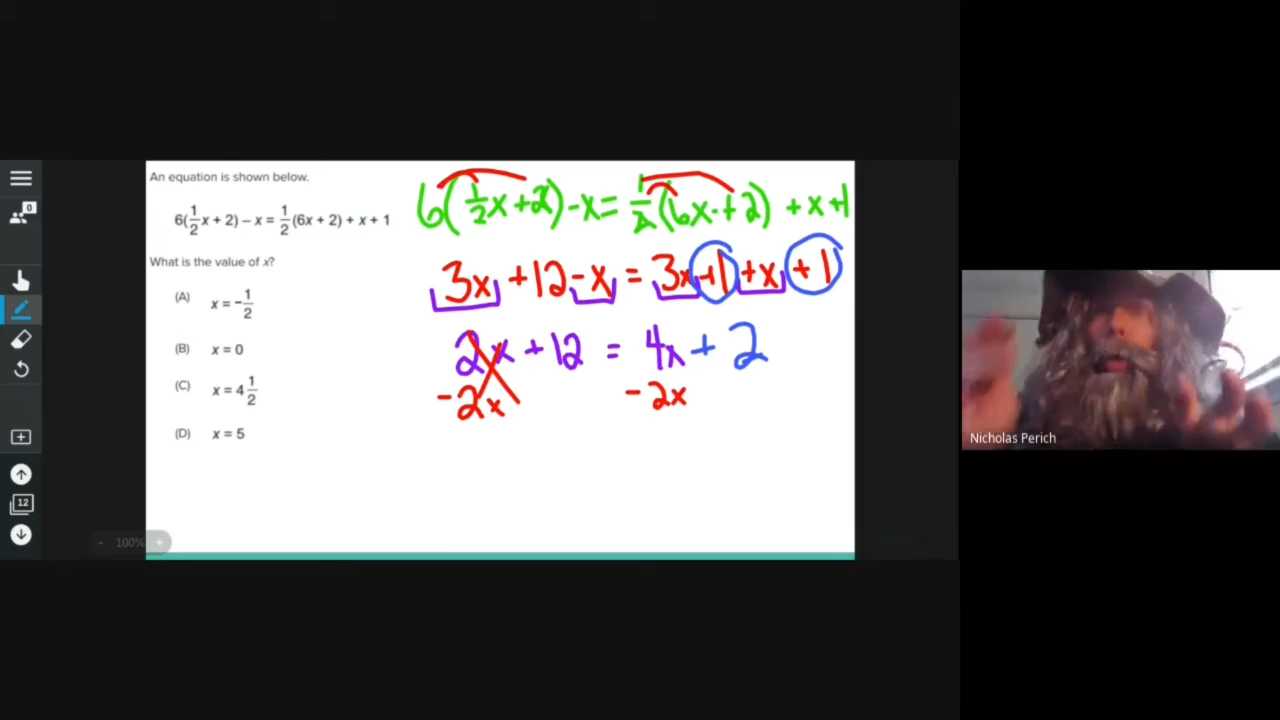 An equation is shown below.
6(1/2x + 2) – x = 1/2(6x + 2) + x + 1
What is the value of x?
(A) x = –1/2
(B) x = 0
(C) x = 4 1/2
(D) x = 5
6(1/2x+2)-x= 1/2(6x+2) +x+1
3x +12-x = 3x+1+x+1
2x+12 = 4x+2
-2x -2x
Nicholas Perich
0
12
- 100% +